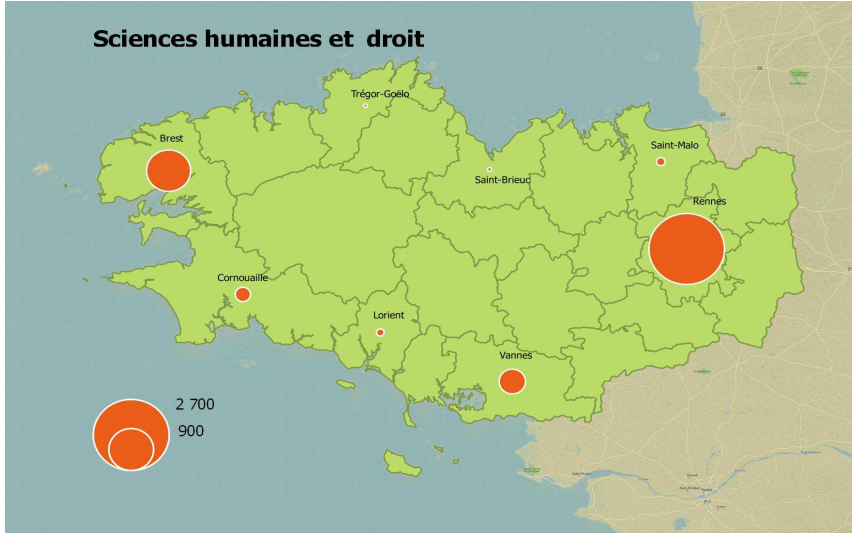 Sciences humaines et droit
Trégor-Goëlo
Brest
Saint-Malo
Saint-Brieuc
Rennes
Cornouaille
Lorient
Vannes
2 700
900